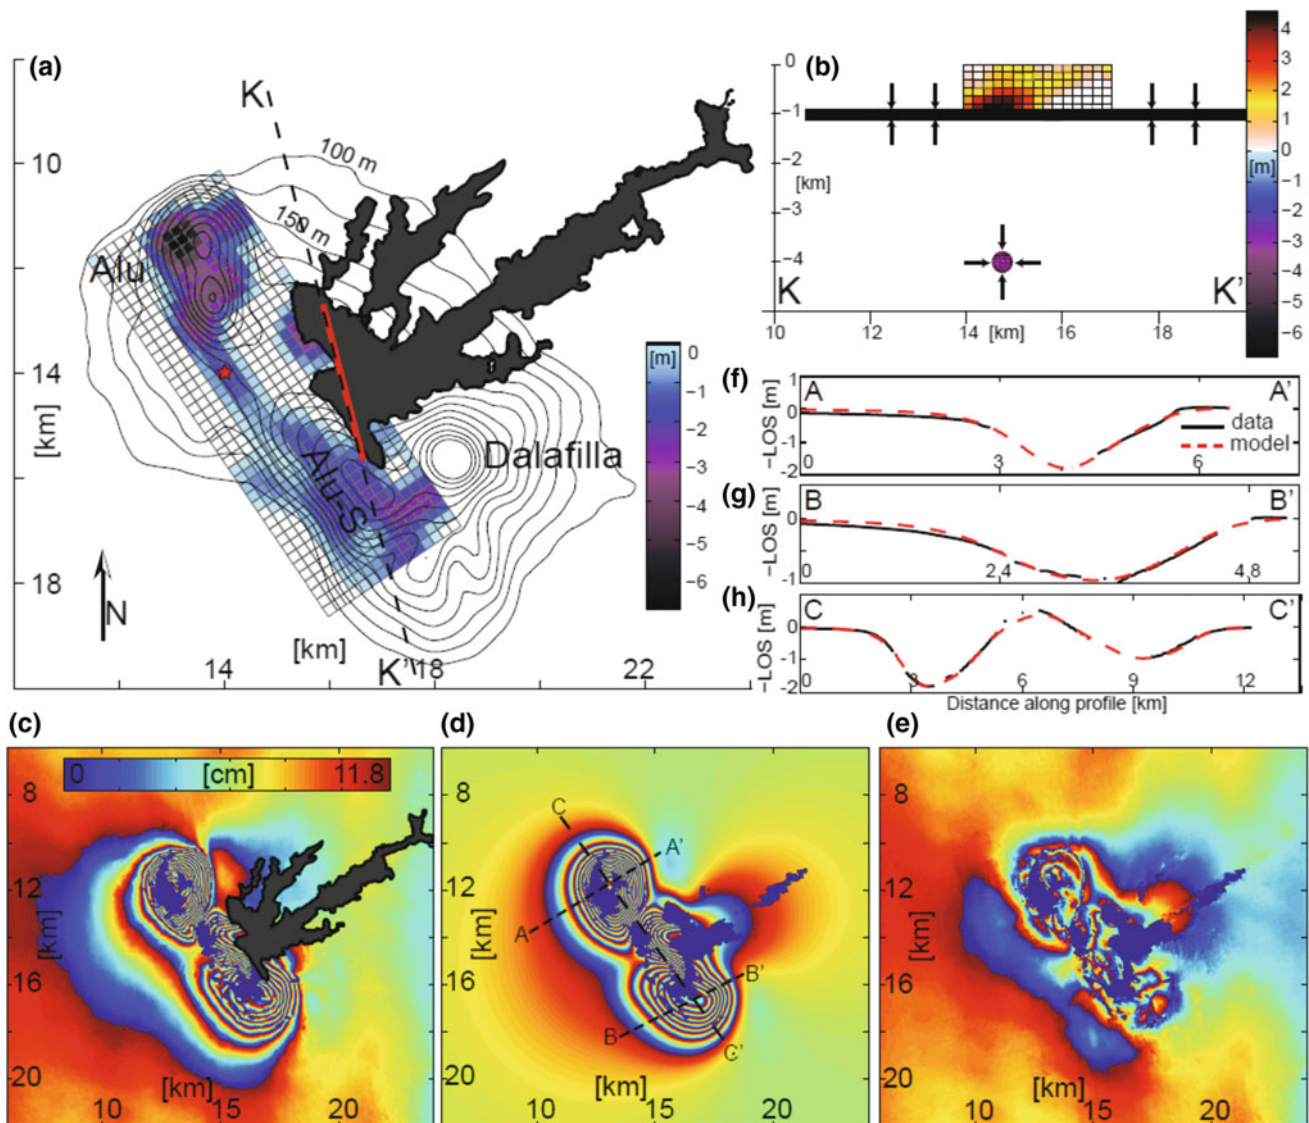 (a)
K
100 m
150 m
10
Alu
14
[km]
Alu-S
Dalafilla
[m] 0
-1
-2
-3
-4
-5
-6
18
N
[km]
14
K'
18
22
(b)
0
-1
-2
[km]
-3
-4
K
K'
10 12 14 [km] 16 18
4
3
2
1
0
[m]
-1
-2
-3
-4
-5
-6
(f)
A A'
1
0
-1
-2
-LOS [m]
data
model
0 3 6
(g)
B B'
0
-1
-LOS [m]
0 2,4 4,8
(h)
C C'
0
-1
-2
-LOS [m]
0 3 6 9 12
Distance along profile [km]
(c)
0 [cm] 11.8
8
12
[km]
16
20
[km]
10 15 20
(d)
8
C
A'
12
A
[km]
16
B'
B
C'
20
[km]
10 15 20
(e)
8
12
[km]
16
20
[km]
10 15 20